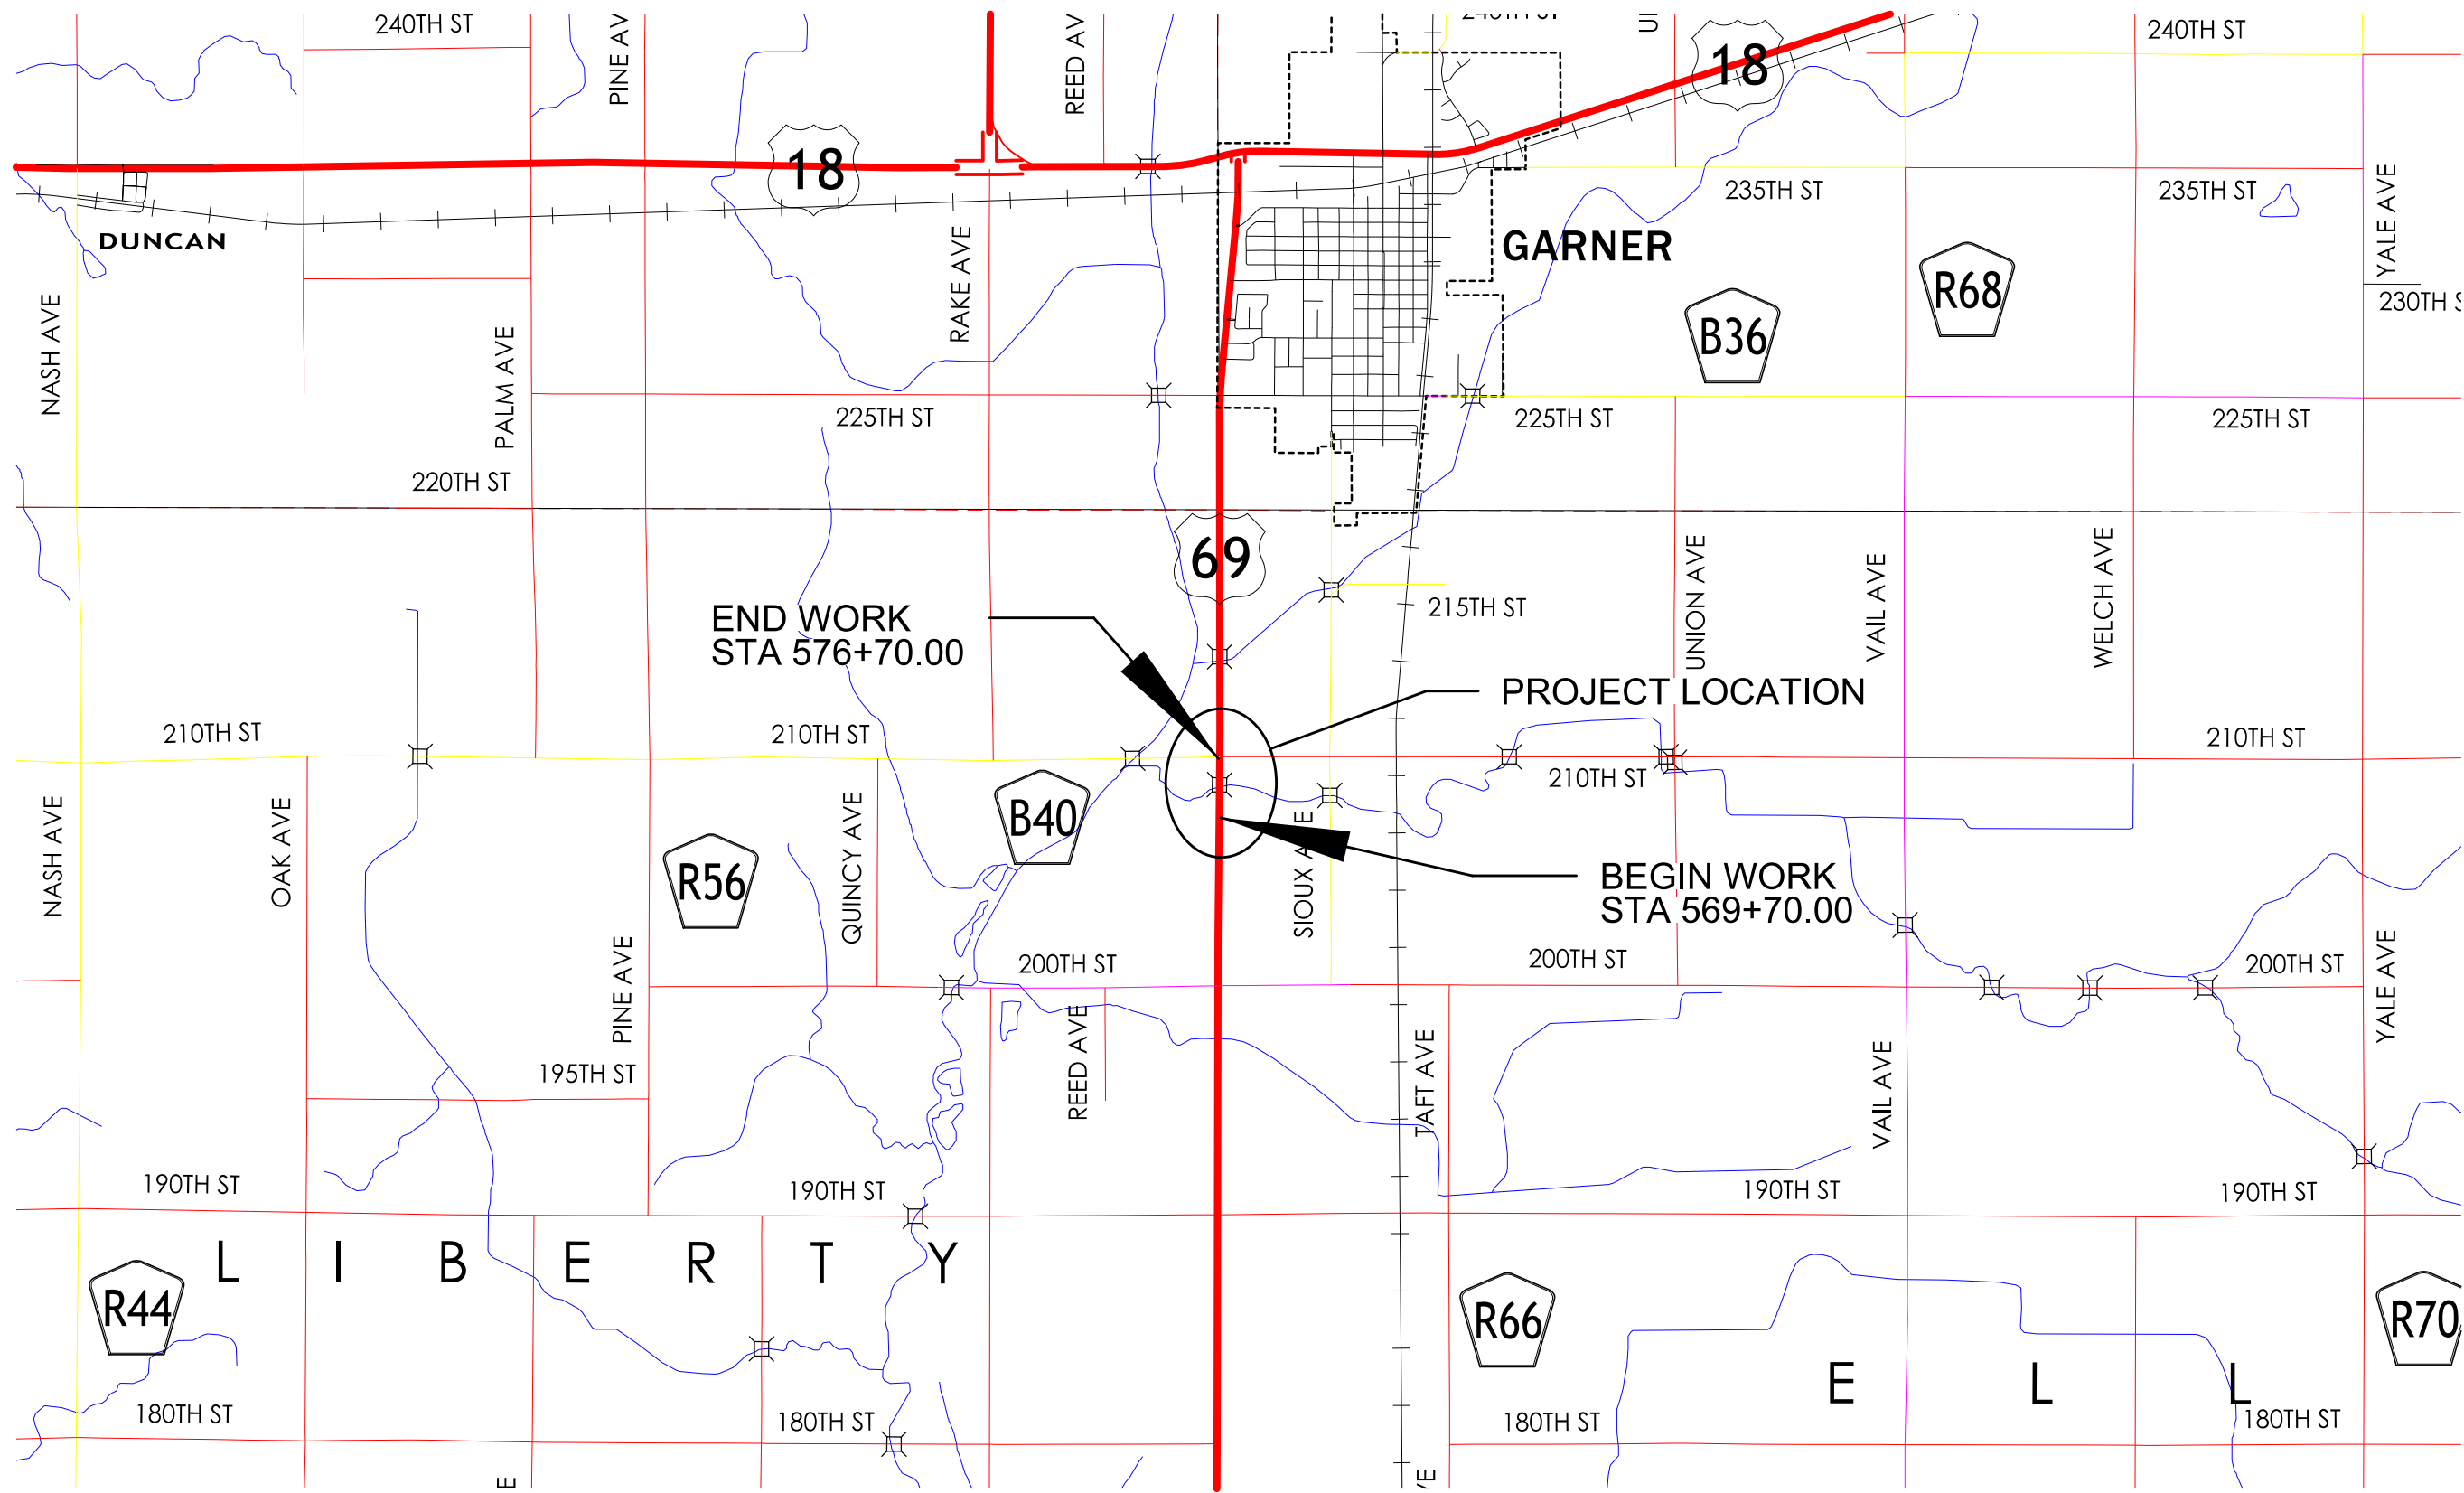 240TH ST
PINE AV
REED AV
18
240TH ST
18
DUNCAN
235TH ST
235TH ST
YALE AVE
GARNER
RAKE AVE
R68
230TH
B36
NASH AVE
PALM AVE
225TH ST
225TH ST
225TH ST
220TH ST
69
END WORK
STA 576+70.00
215TH ST
UNION AVE
VAIL AVE
WELCH AVE
PROJECT LOCATION
210TH ST
210TH ST
210TH ST
210TH ST
NASH AVE
OAK AVE
QUINCY AVE
B40
R56
SIOUX AVE
BEGIN WORK
STA 569+70.00
PINE AVE
200TH ST
200TH ST
200TH ST
YALE AVE
195TH ST
REED AVE
TAFT AVE
VAIL AVE
190TH ST
190TH ST
190TH ST
190TH ST
L I B E R T Y
R44
R66
R70
E L L
180TH ST
180TH ST
180TH ST
180TH ST